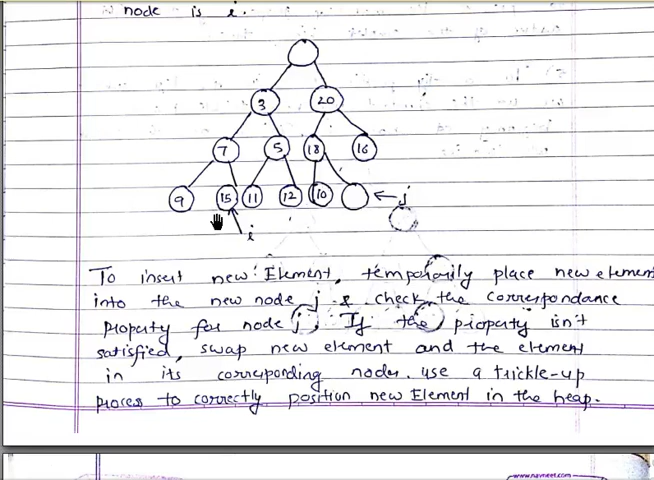 node is i.
3 20
7 5 18 16
9 15 11 12 10 j
i
To insert new Element, temporarily place new element
into the new node j & check the correspondance
property for node j. If the property isn't
satisfied, swap new element and the element
in its corresponding node. use a trickle-up
process to correctly position new Element in the heap.
www.navneet.com